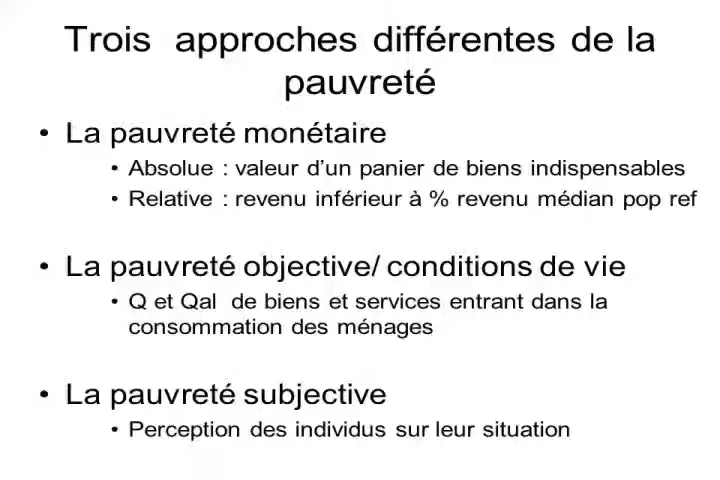 Trois approches différentes de la
pauvreté
• La pauvreté monétaire
• Absolue : valeur d'un panier de biens indispensables
• Relative : revenu inférieur à % revenu médian pop ref
• La pauvreté objective/ conditions de vie
• Q et Qal de biens et services entrant dans la
consommation des ménages
• La pauvreté subjective
• Perception des individus sur leur situation